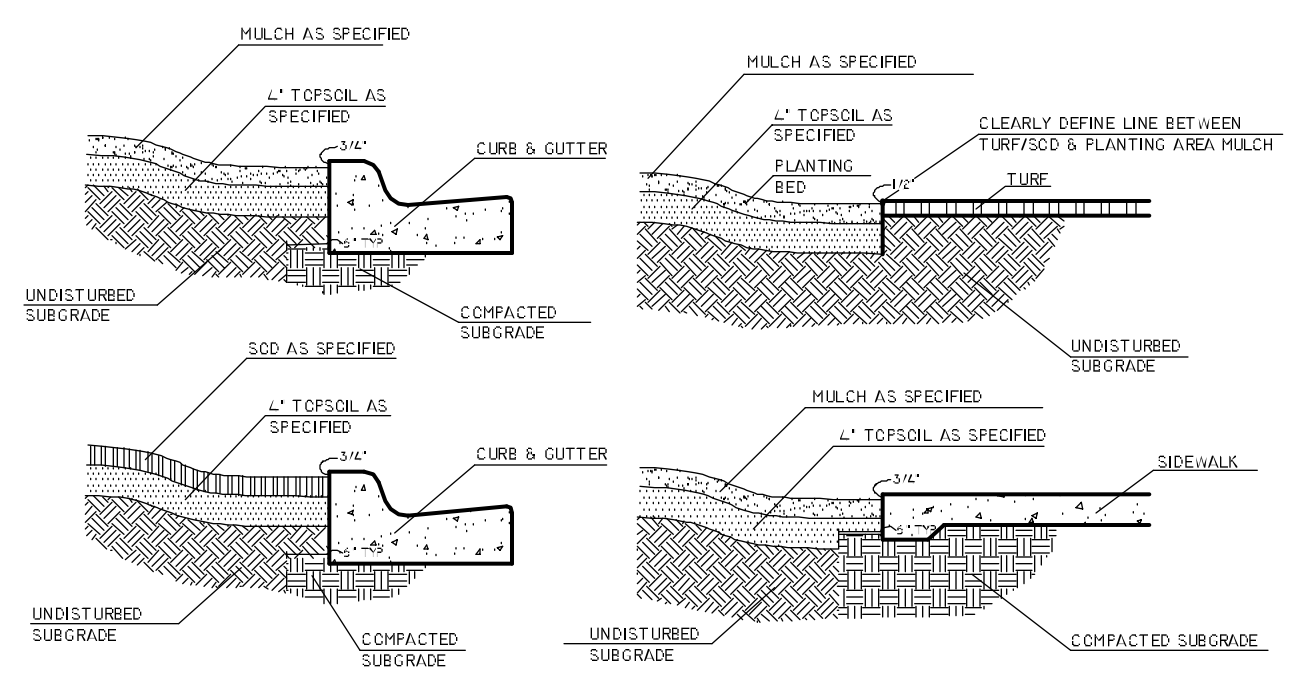 MULCH AS SPECIFIED
4" TOPSOIL AS
SPECIFIED
3/4"
CURB & GUTTER
6" TYP
UNDISTURBED
SUBGRADE
COMPACTED
SUBGRADE
MULCH AS SPECIFIED
4" TOPSOIL AS
SPECIFIED
PLANTING
BED
CLEARLY DEFINE LINE BETWEEN
TURF/SOD & PLANTING AREA MULCH
1/2"
TURF
UNDISTURBED
SUBGRADE
SOD AS SPECIFIED
4" TOPSOIL AS
SPECIFIED
3/4"
CURB & GUTTER
6" TYP
UNDISTURBED
SUBGRADE
COMPACTED
SUBGRADE
MULCH AS SPECIFIED
4" TOPSOIL AS SPECIFIED
3/4"
SIDEWALK
6" TYP
UNDISTURBED
SUBGRADE
COMPACTED SUBGRADE